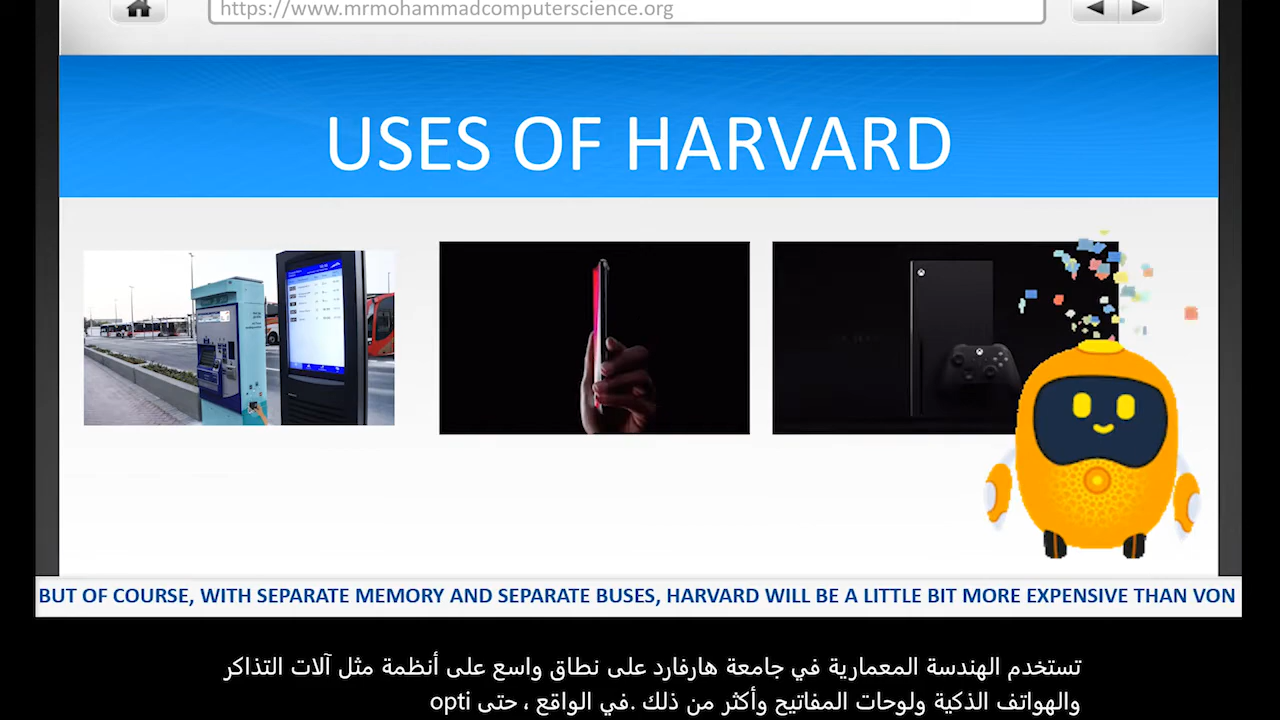 https://www.mrmohammadcomputerscience.org
USES OF HARVARD
BUT OF COURSE, WITH SEPARATE MEMORY AND SEPARATE BUSES, HARVARD WILL BE A LITTLE BIT MORE EXPENSIVE THAN VON
تستخدم الهندسة المعمارية في جامعة هارفارد على نطاق واسع على أنظمة مثل آلات التذاكر
والهواتف الذكية ولوحات المفاتيح وأكثر من ذلك .في الواقع ، حتى opti